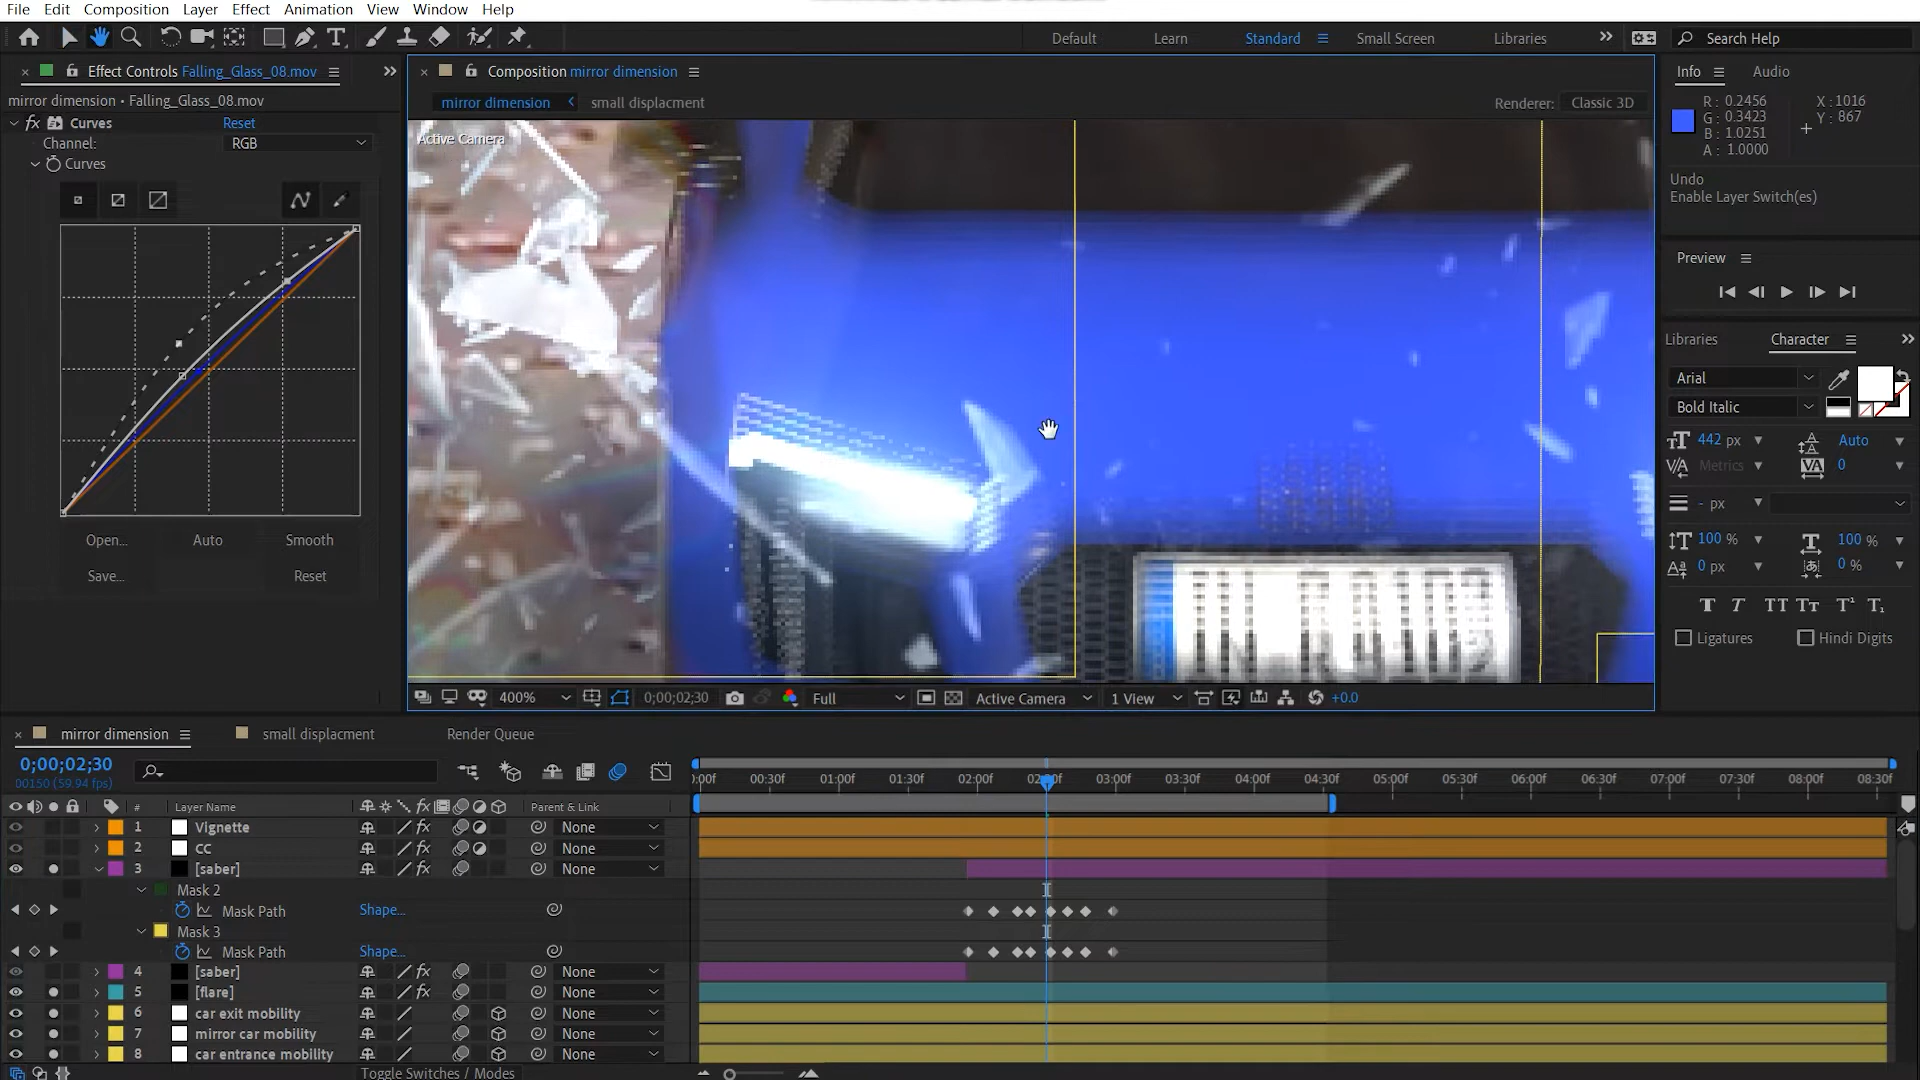 File Edit Composition Layer Effect Animation View Window Help
Default Learn Standard Small Screen Libraries Search Help
Effect Controls Falling_Glass_08.mov
mirror dimension • Falling_Glass_08.mov
fx Curves Reset
Channel: RGB
Curves
Open... Auto Smooth
Save... Reset
Composition mirror dimension
mirror dimension small displacment
Renderer: Classic 3D
Active Camera
400% 0;00;02;30 Full Active Camera 1 View +0.0
Info Audio
R : 0.2456 X : 1016
G : 0.3423 Y : 867
B : 1.0251
A : 1.0000
Undo
Enable Layer Switch(es)
Preview
Libraries Character
Arial
Bold Italic
442 px Auto
Metrics 0
- px
100 % 100 %
0 px 0 %
Ligatures Hindi Digits
mirror dimension small displacment Render Queue
0;00;02;30
00150 (59.94 fps)
# Layer Name Parent & Link
00:30f 01:00f 01:30f 02:00f 03:00f 03:30f 04:00f 04:30f 05:00f 05:30f 06:00f 06:30f 07:00f 07:30f 08:00f 08:30f
1 Vignette fx None
2 CC fx None
3 [saber] fx None
Mask 2
Mask Path Shape...
Mask 3
Mask Path Shape...
4 [saber] fx None
5 [flare] fx None
6 car exit mobility None
7 mirror car mobility None
8 car entrance mobility None
Toggle Switches / Modes